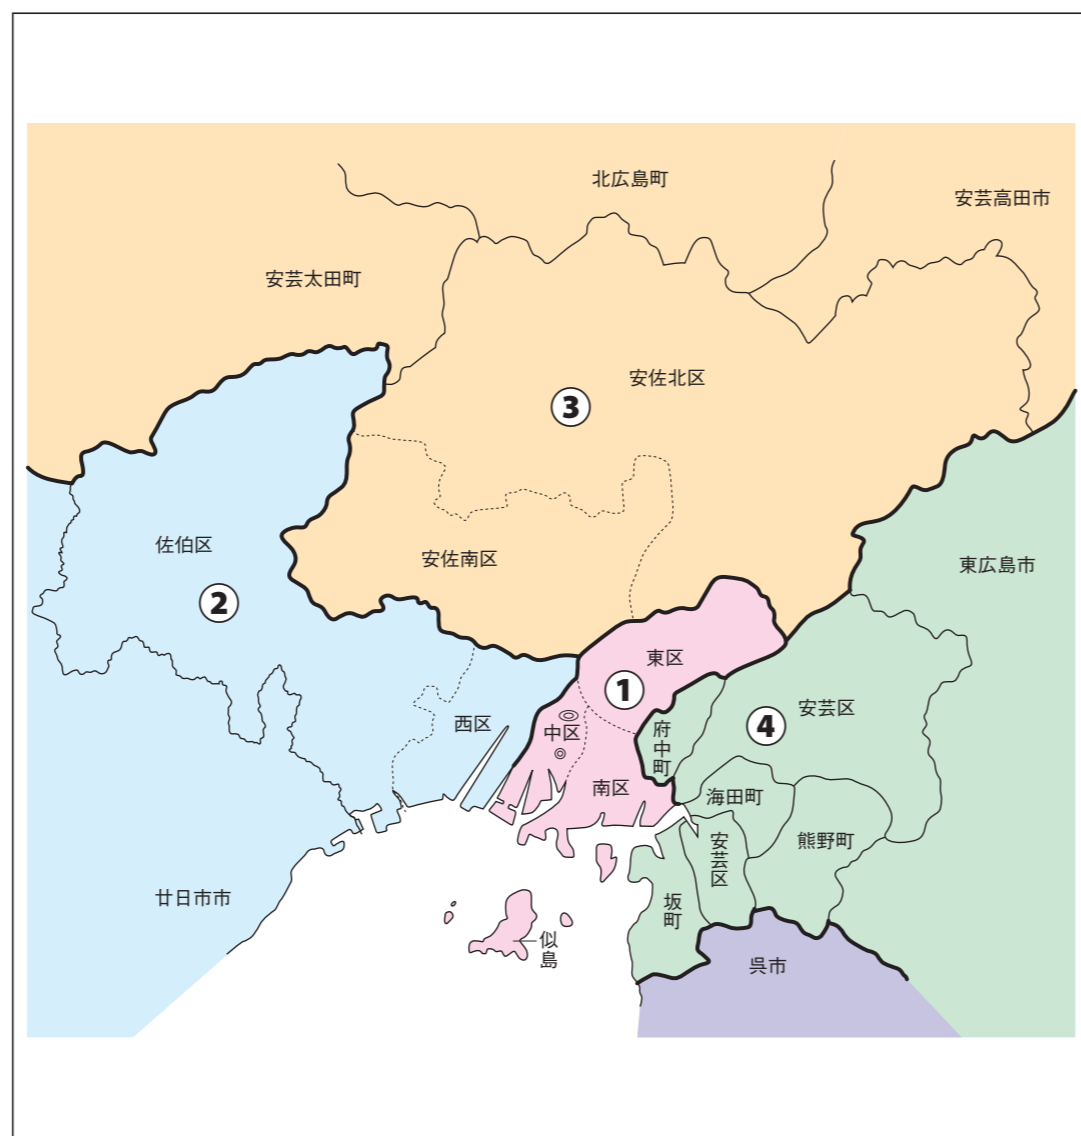 北広島町
安芸高田市
安芸太田町
安佐北区
3
佐伯区
2
安佐南区
東広島市
東区
1
安芸区
4
西区
中区
府中町
南区
海田町
熊野町
安芸区
坂町
廿日市市
似島
呉市